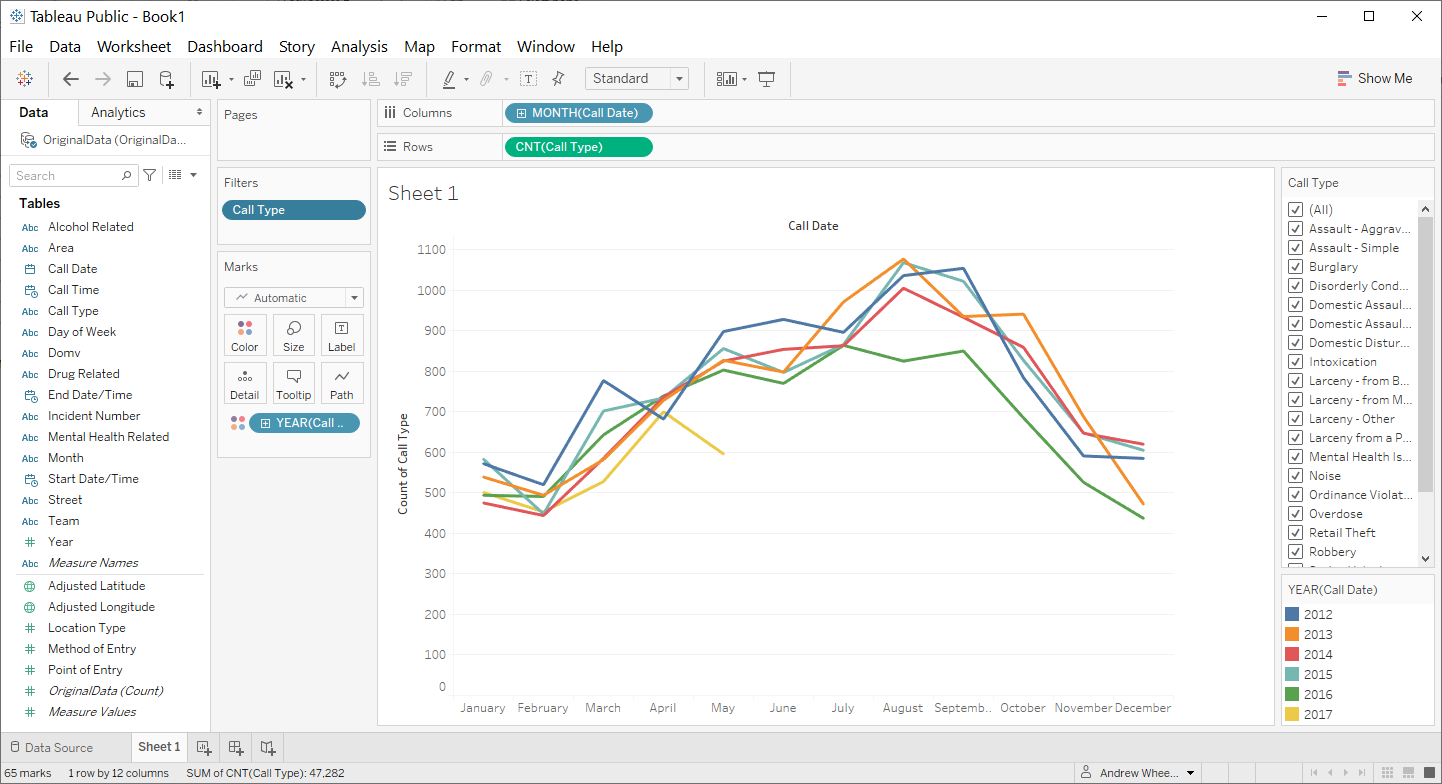 Tableau Public - Book1
File Data Worksheet Dashboard Story Analysis Map Format Window Help
Standard
Show Me
Data Analytics
OriginalData (OriginalDa...
Search
Tables
Abc Alcohol Related
Abc Area
Call Date
Call Time
Abc Call Type
Abc Day of Week
Abc Domv
Abc Drug Related
End Date/Time
Abc Incident Number
Abc Mental Health Related
Abc Month
Start Date/Time
Abc Street
Abc Team
Year
Abc Measure Names
Adjusted Latitude
Adjusted Longitude
Location Type
Method of Entry
Point of Entry
OriginalData (Count)
Measure Values
Pages
Filters
Call Type
Marks
Automatic
Color Size Label
Detail Tooltip Path
YEAR(Call ..
Columns MONTH(Call Date)
Rows CNT(Call Type)
Sheet 1
Call Date
Count of Call Type
1100
1000
900
800
700
600
500
400
300
200
100
0
January February March April May June July August Septemb.. October November December
Call Type
(All)
Assault - Aggrav...
Assault - Simple
Burglary
Disorderly Cond...
Domestic Assaul...
Domestic Assaul...
Domestic Distur...
Intoxication
Larceny - from B...
Larceny - from M...
Larceny - Other
Larceny from a P...
Mental Health Is...
Noise
Ordinance Violat...
Overdose
Retail Theft
Robbery
YEAR(Call Date)
2012
2013
2014
2015
2016
2017
Data Source Sheet 1
65 marks 1 row by 12 columns SUM of CNT(Call Type): 47,282
Andrew Whee...